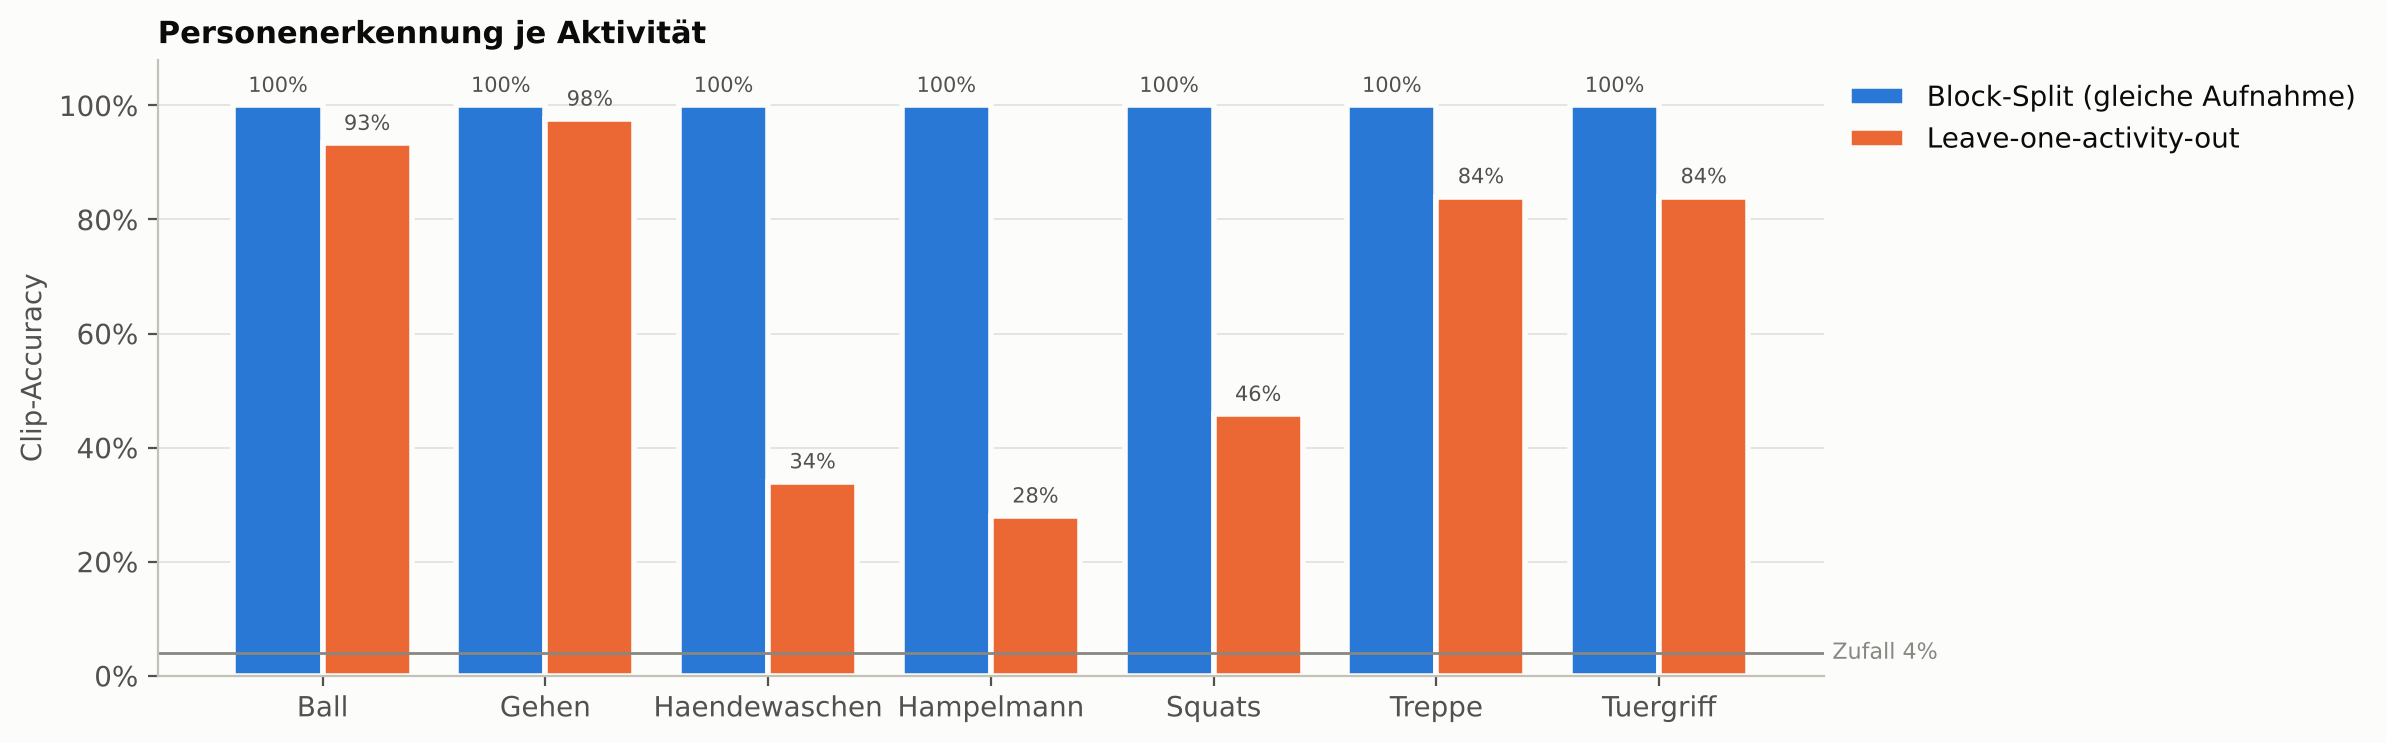 Personenerkennung je Aktivität
100% 100% 100% 100% 100% 100% 100%
93% 98% 34% 28% 46% 84% 84%
Block-Split (gleiche Aufnahme)
Leave-one-activity-out
Clip-Accuracy
100%
80%
60%
40%
20%
0%
Zufall 4%
Ball Gehen Haendewaschen Hampelmann Squats Treppe Tuergriff